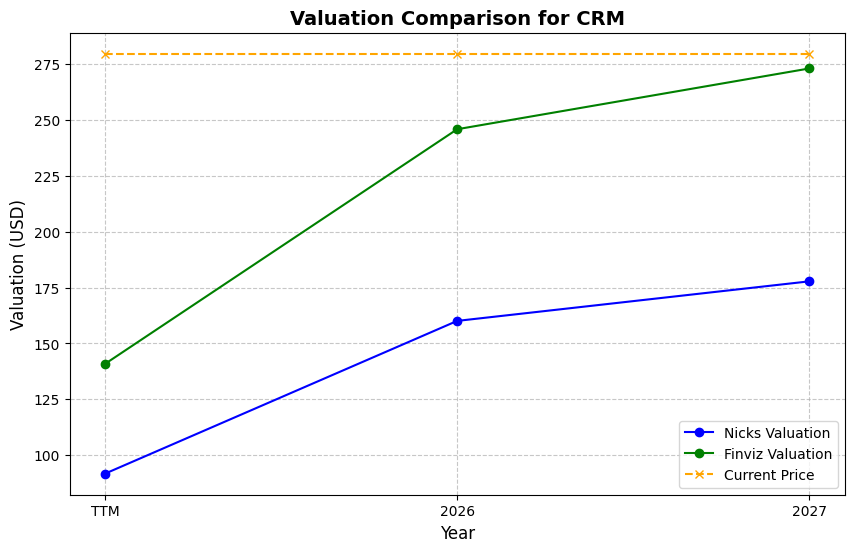 Valuation Comparison for CRM
Valuation (USD)
275
250
225
200
175
150
125
100
TTM
2026
2027
Year
Nicks Valuation
Finviz Valuation
Current Price